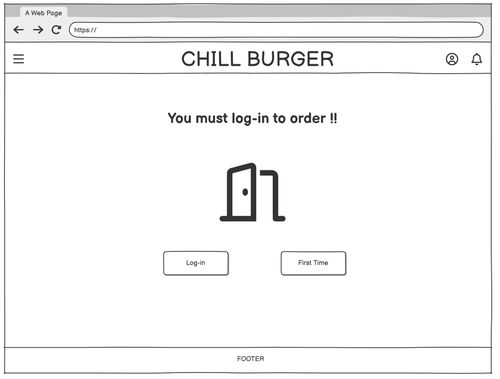 A Web Page
https://
CHILL BURGER
You must log-in to order !!
Log-in
First Time
FOOTER